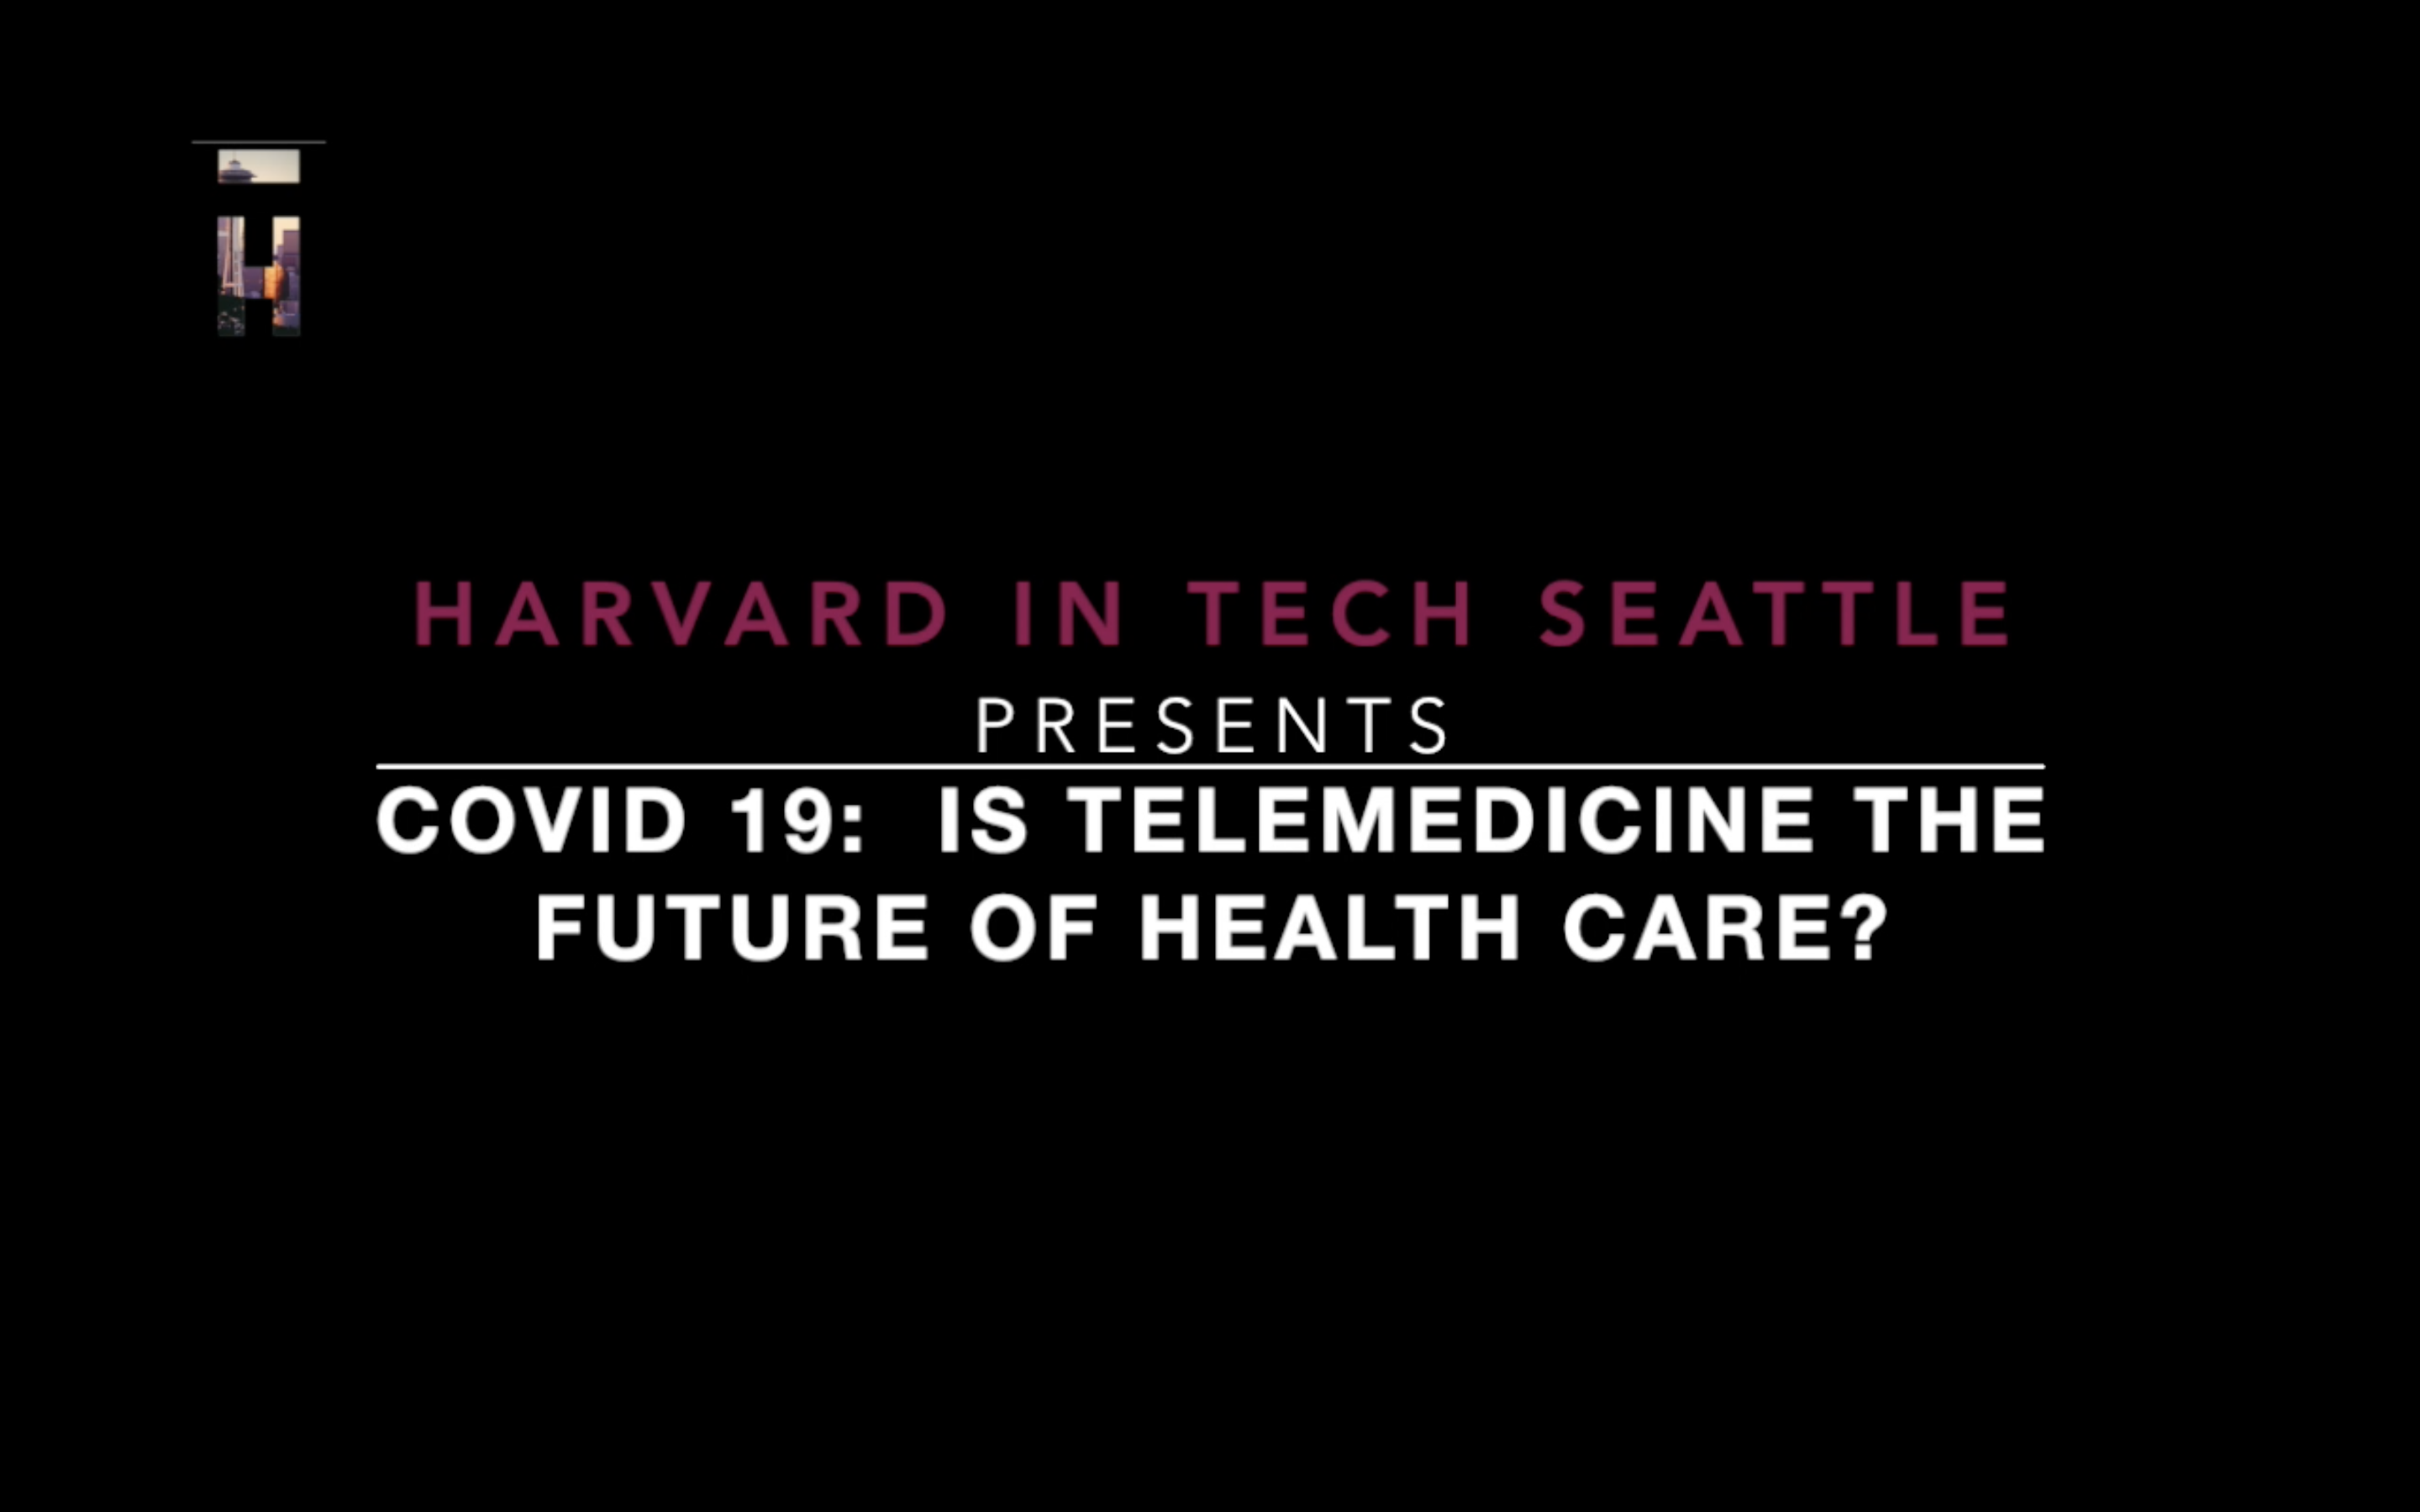 HARVARD IN TECH SEATTLE
PRESENTS
COVID 19:  IS TELEMEDICINE THE
FUTURE OF HEALTH CARE?